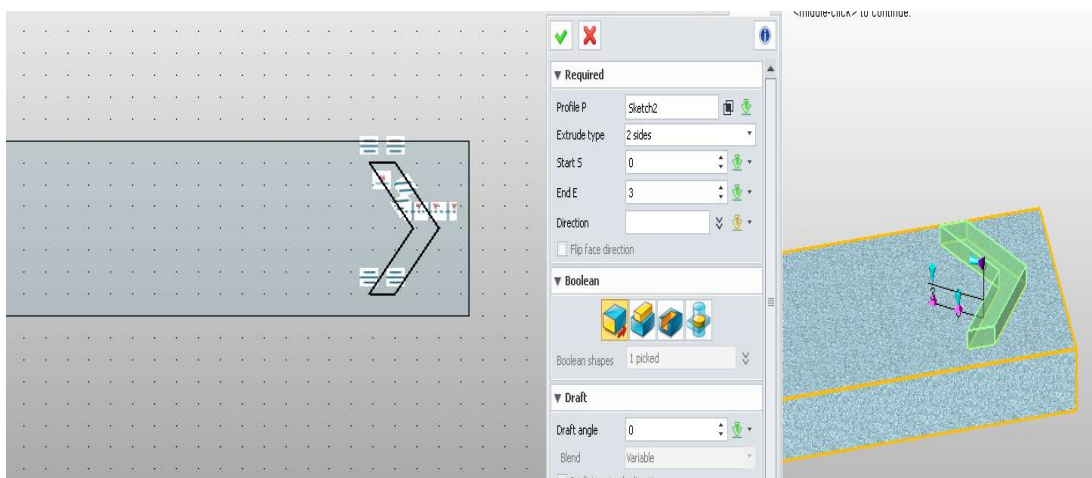 <middle-click> to continue.
Required
Profile P Sketch2
Extrude type 2 sides
Start S 0
End E 3
Direction
Flip face direction
Boolean
Boolean shapes 1 picked
Draft
Draft angle 0
Blend Variable